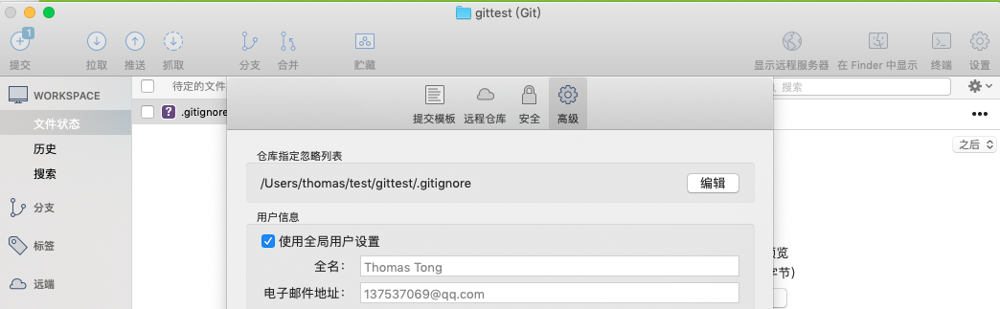 gittest (Git)
1
提交 拉取 推送 抓取 分支 合并 贮藏 显示远程服务器 在 Finder 中显示 终端 设置
WORKSPACE
文件状态
历史
搜索
分支
标签
远端
待定的文件
.gitignore
搜索
之后
提交模板 远程仓库 安全 高级
仓库指定忽略列表
/Users/thomas/test/gittest/.gitignore 编辑
用户信息
使用全局用户设置
全名: Thomas Tong
电子邮件地址: 137537069@qq.com
览
字节)